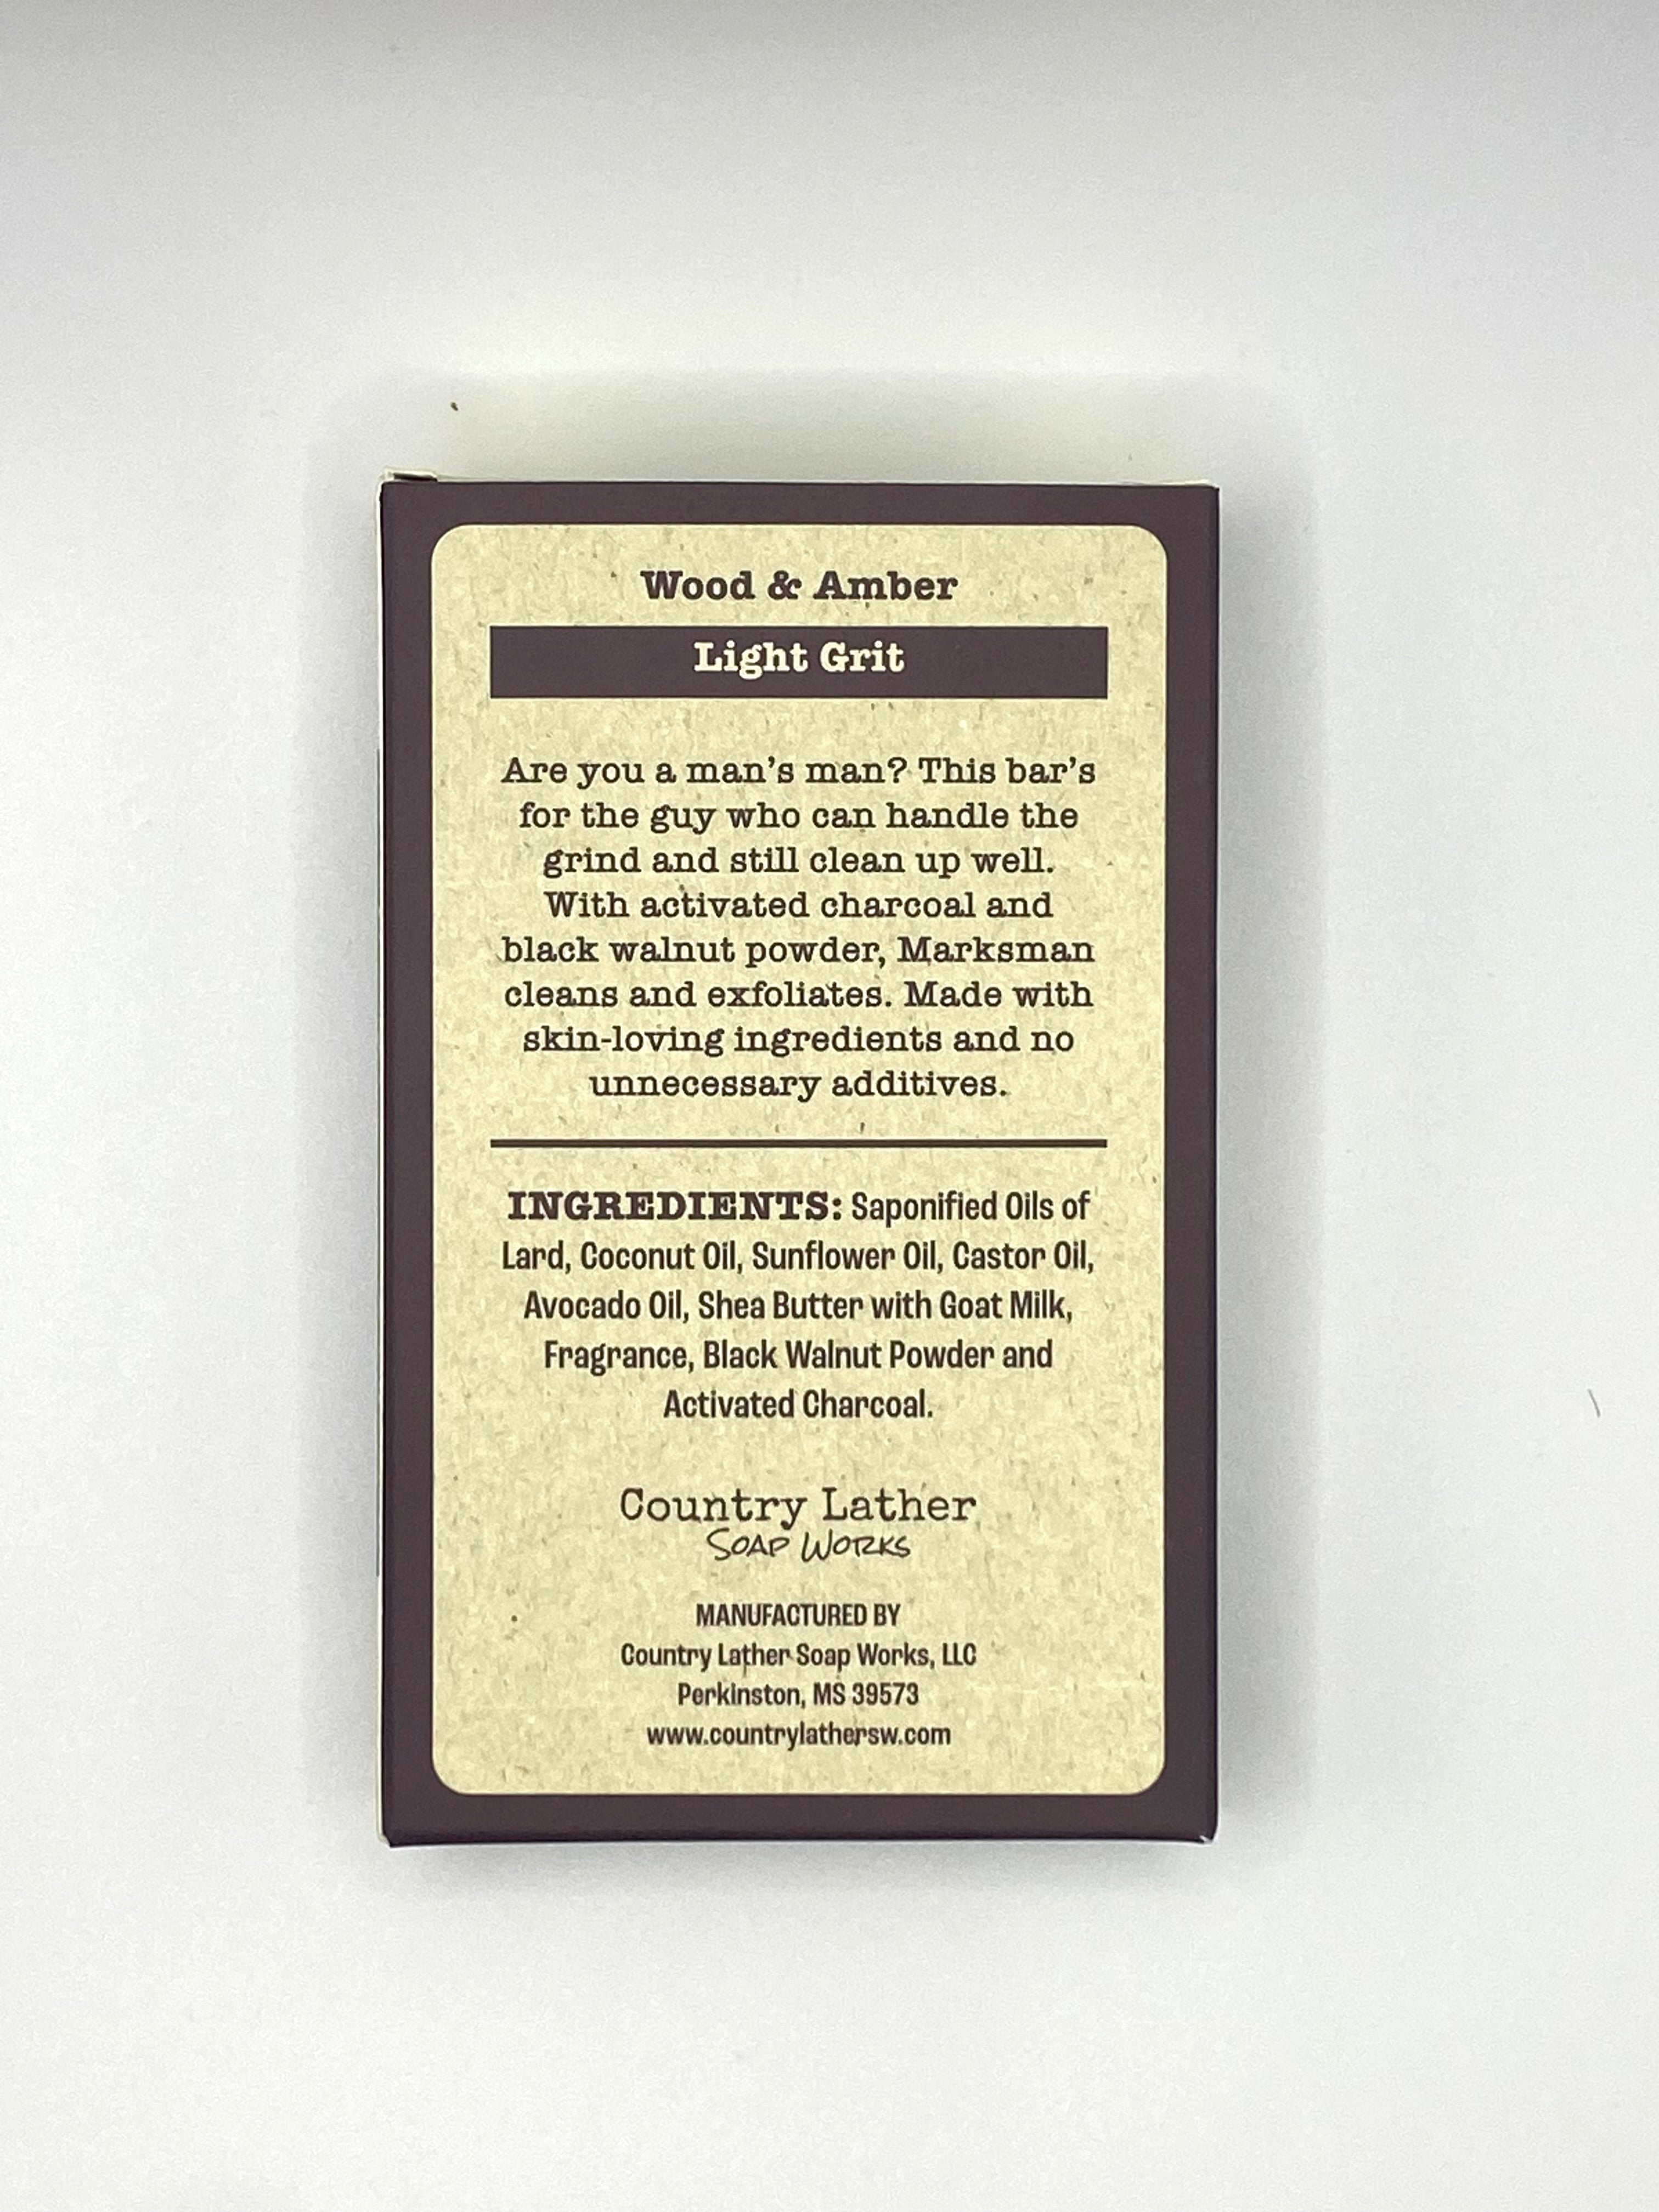 Wood & Amber
Light Grit
Are you a man's man? This bar's
for the guy who can handle the
grind and still clean up well.
With activated charcoal and
black walnut powder, Marksman
cleans and exfoliates. Made with
skin-loving ingredients and no
unnecessary additives.
INGREDIENTS: Saponified Oils of
Lard, Coconut Oil, Sunflower Oil, Castor Oil,
Avocado Oil, Shea Butter with Goat Milk,
Fragrance, Black Walnut Powder and
Activated Charcoal.
Country Lather
SOAP WORKS
MANUFACTURED BY
Country Lather Soap Works, LLC
Perkinston, MS 39573
www.countrylathersw.com